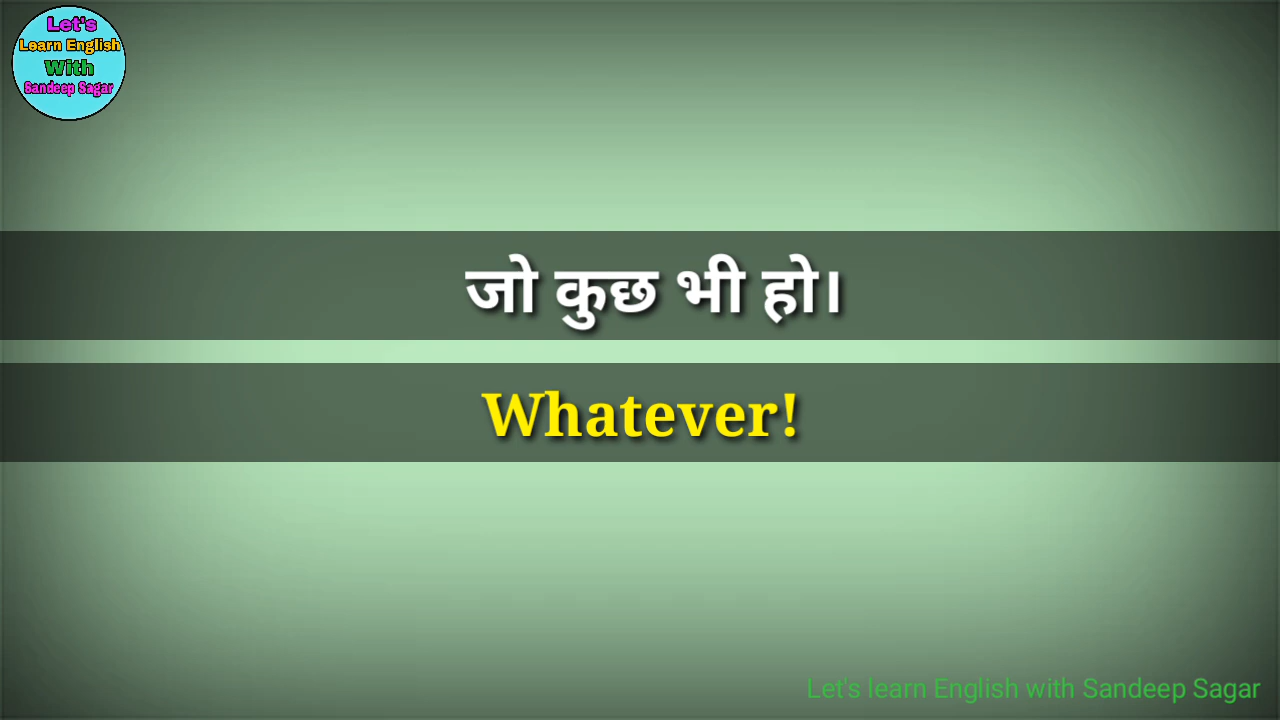 Let's
Learn English
With
Sandeep Sagar
जो कुछ भी हो।
Whatever!
Let's learn English with Sandeep Sagar